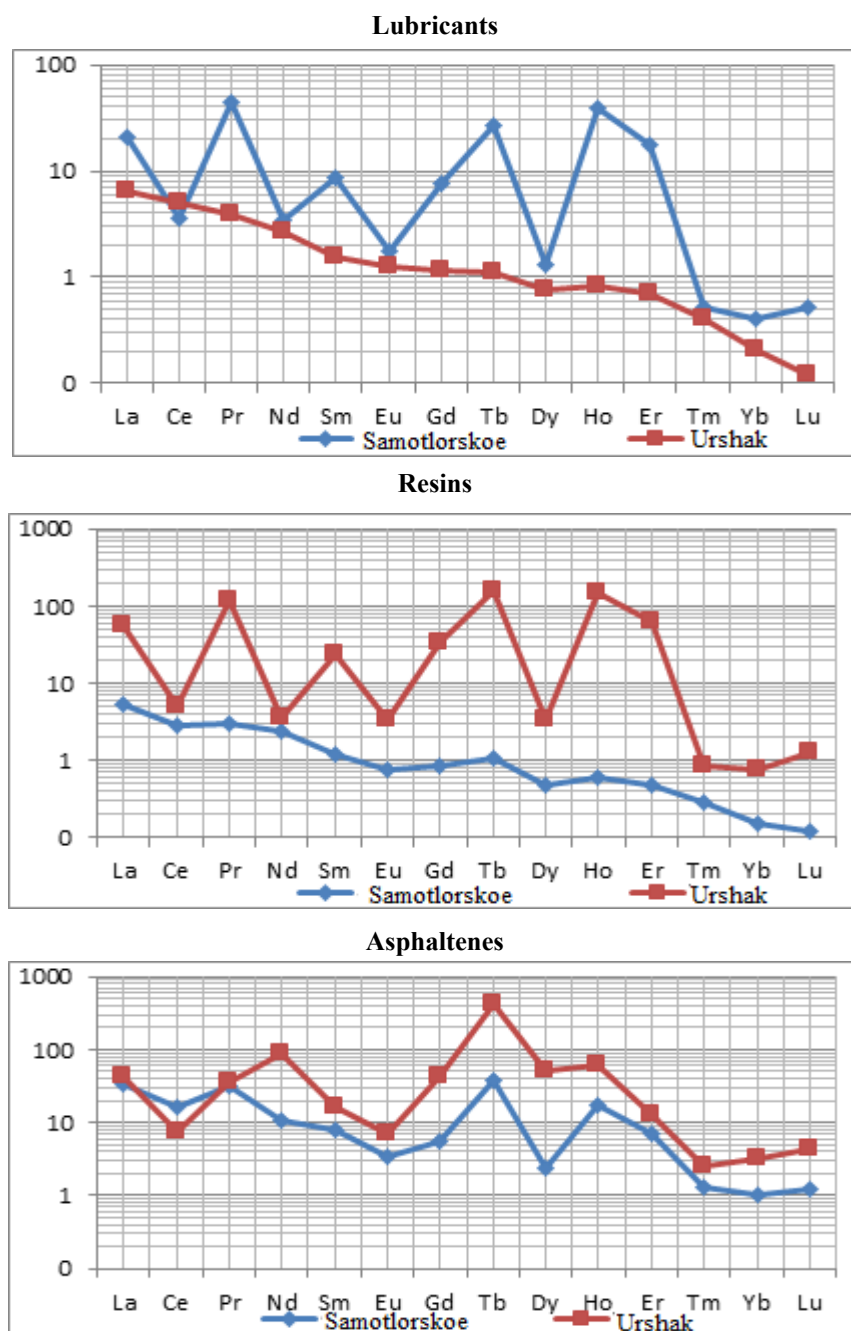 Lubricants
100
10
1
0
La Ce Pr Nd Sm Eu Gd Tb Dy Ho Er Tm Yb Lu
Samotlorskoe Urshak
Resins
1000
100
10
1
0
La Ce Pr Nd Sm Eu Gd Tb Dy Ho Er Tm Yb Lu
Samotlorskoe Urshak
Asphaltenes
1000
100
10
1
0
La Ce Pr Nd Sm Eu Gd Tb Dy Ho Er Tm Yb Lu
Samotlorskoe Urshak